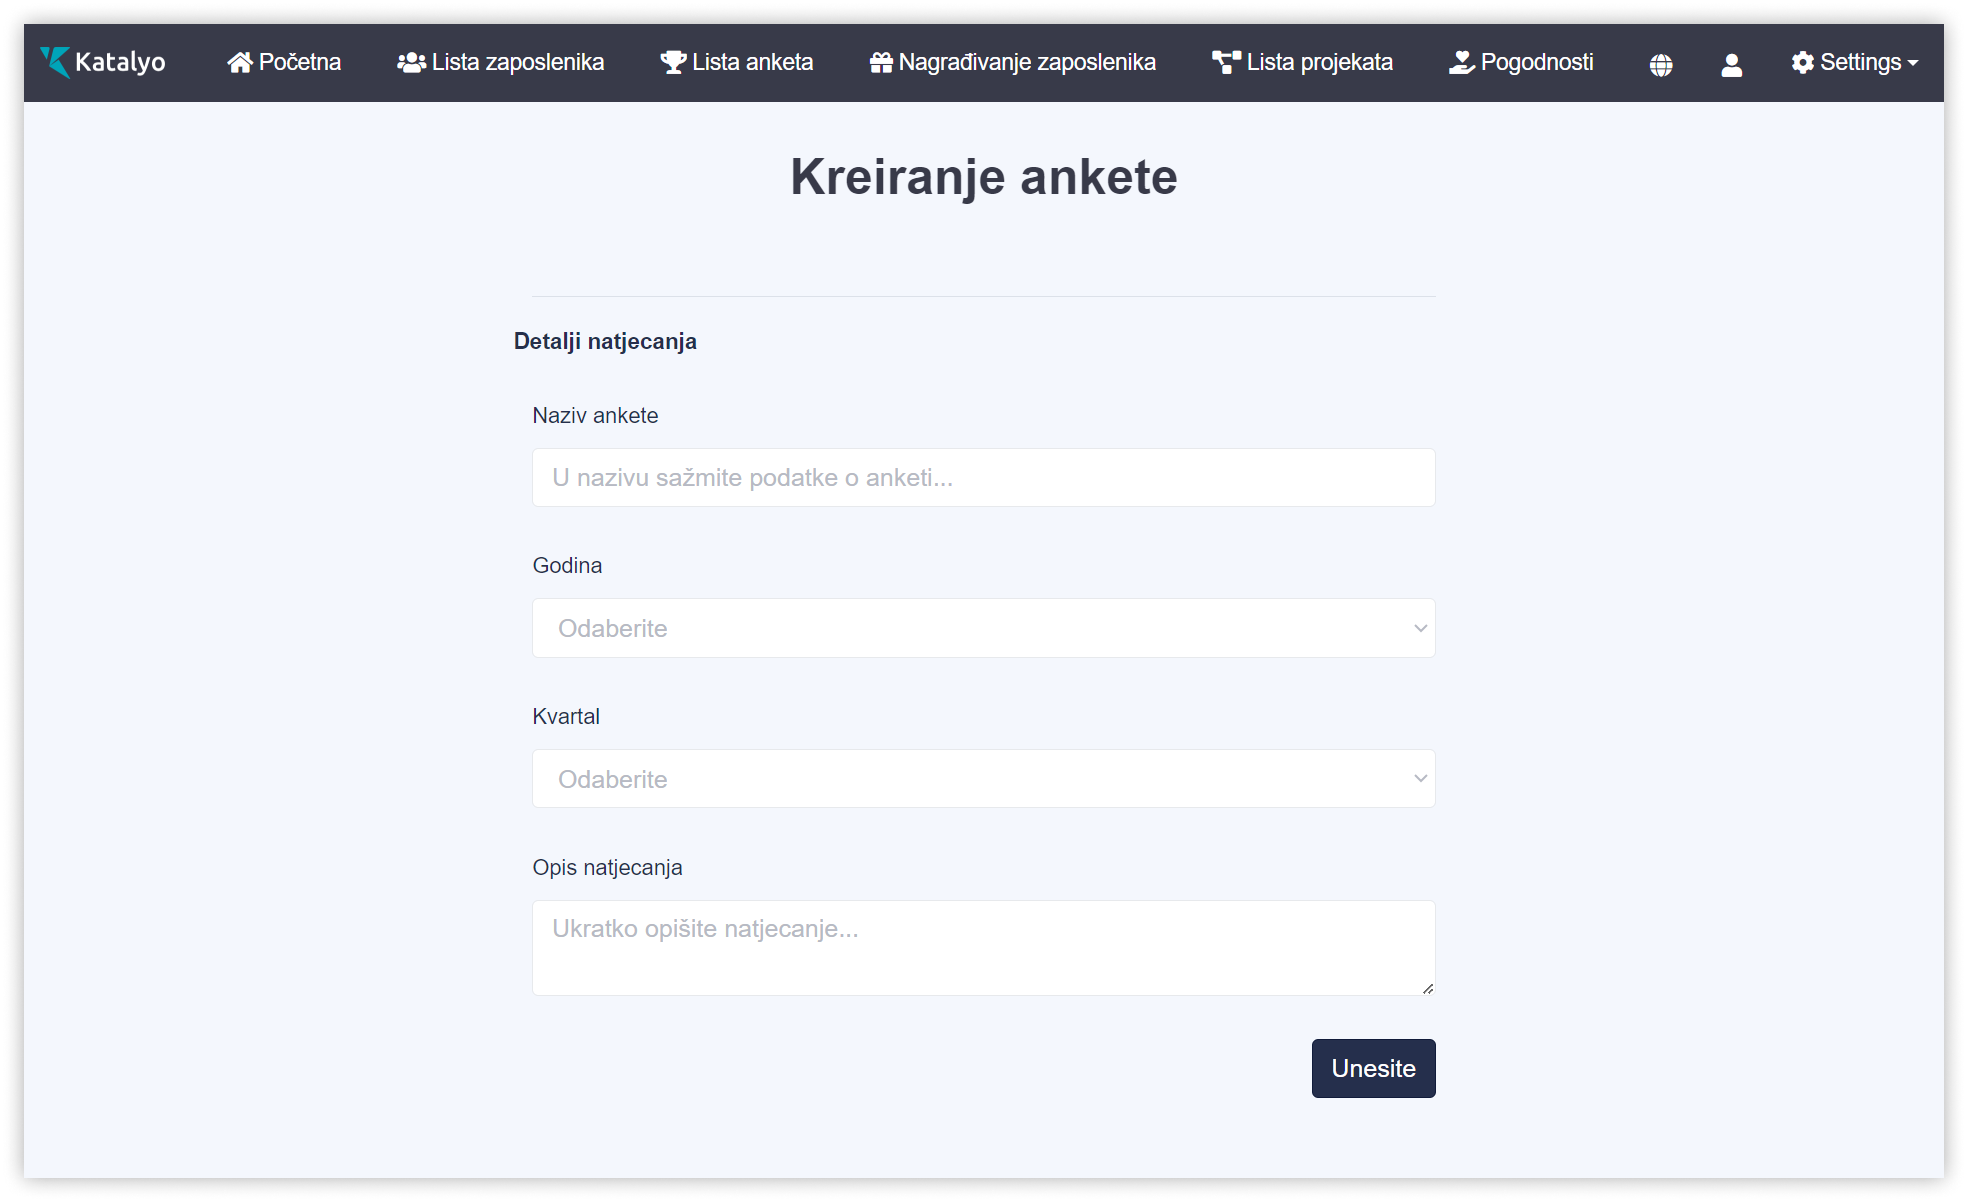 Katalyo Početna Lista zaposlenika Lista anketa Nagrađivanje zaposlenika Lista projekata Pogodnosti Settings
Kreiranje ankete
Detalji natjecanja
Naziv ankete
U nazivu sažmite podatke o anketi...
Godina
Odaberite
Kvartal
Odaberite
Opis natjecanja
Ukratko opišite natjecanje...
Unesite